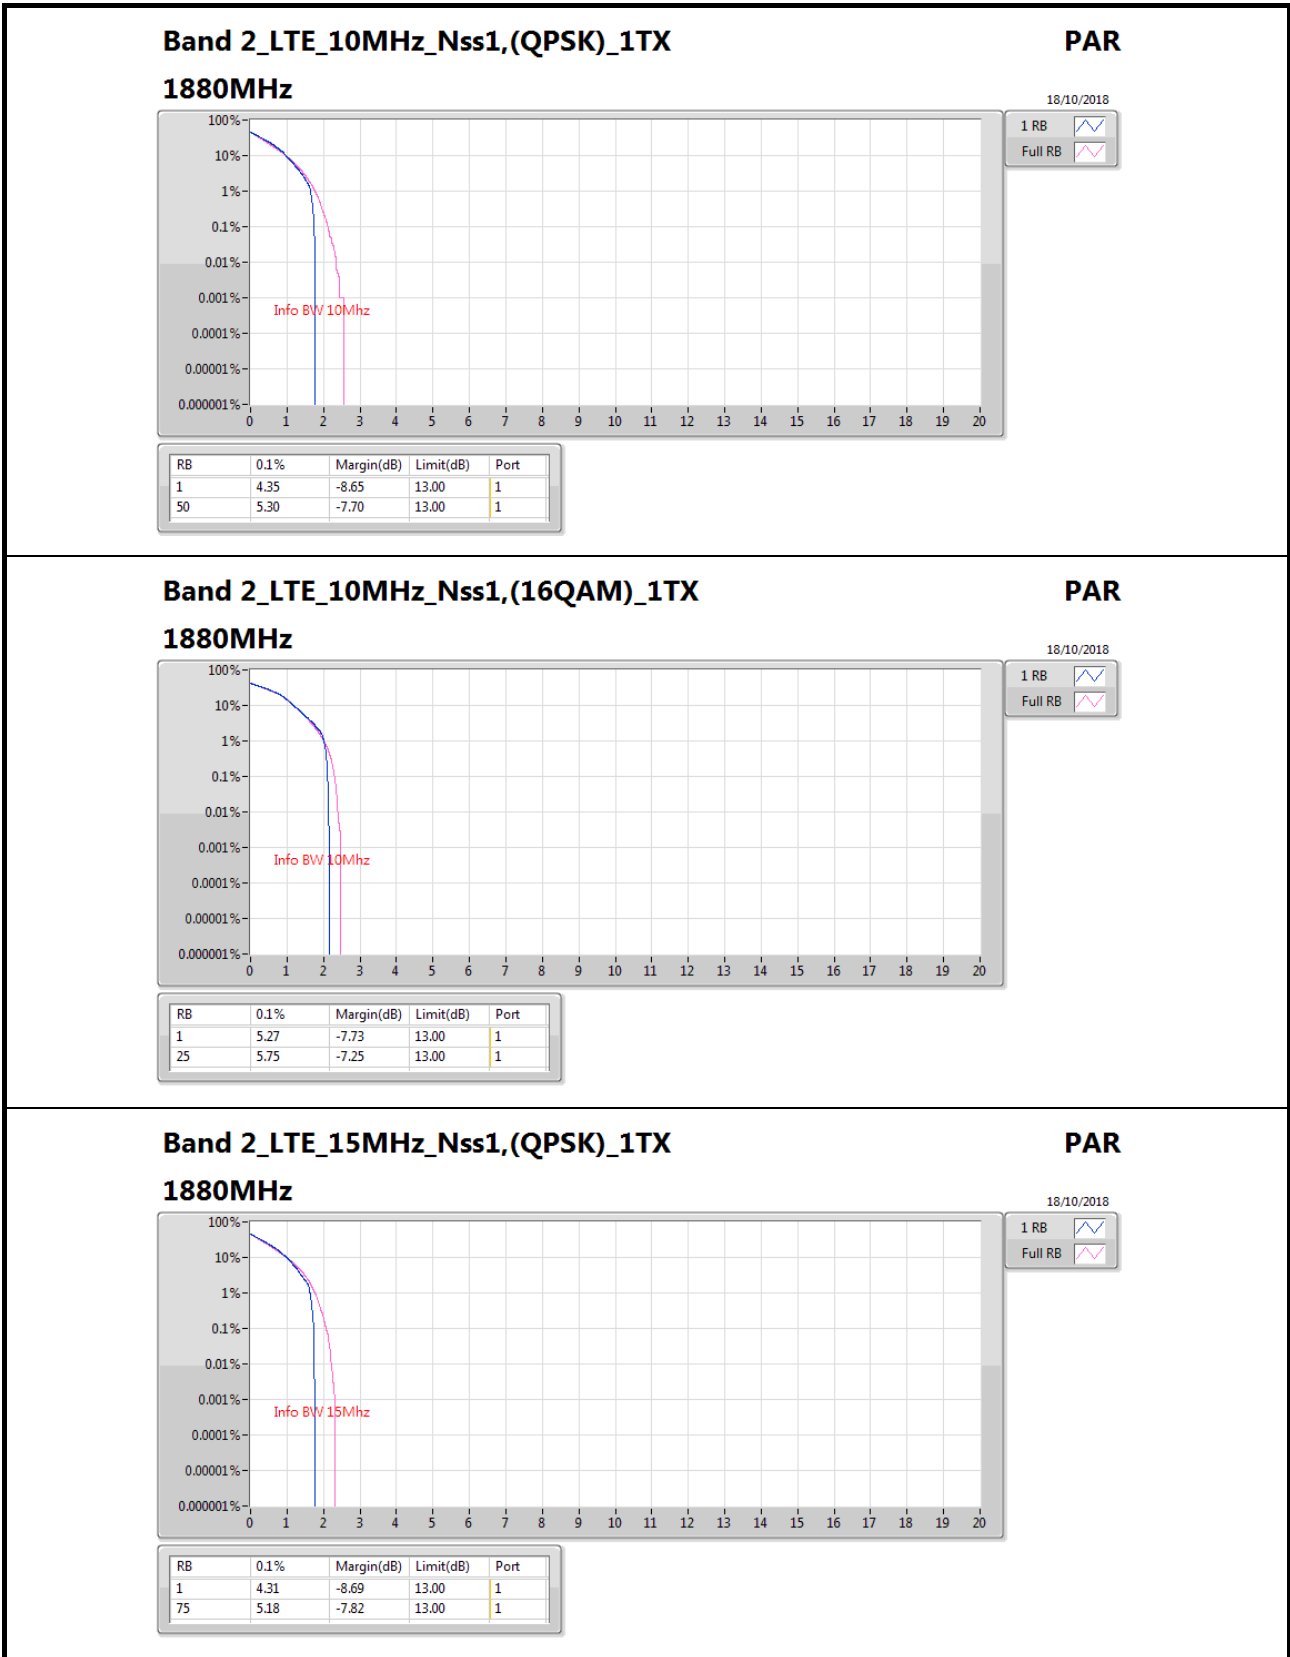 Band 2_LTE_10MHz_Nss1,(QPSK)_1TX PAR
1880MHz
18/10/2018
1 RB
Full RB
100%
10%
1%
0.1%
0.01%
0.001%
0.0001%
0.00001%
0.000001%
Info BW 10Mhz
0 1 2 3 4 5 6 7 8 9 10 11 12 13 14 15 16 17 18 19 20
RB 0.1% Margin(dB) Limit(dB) Port
1 4.35 -8.65 13.00 1
50 5.30 -7.70 13.00 1
Band 2_LTE_10MHz_Nss1,(16QAM)_1TX PAR
1880MHz
18/10/2018
1 RB
Full RB
100%
10%
1%
0.1%
0.01%
0.001%
0.0001%
0.00001%
0.000001%
Info BW 10Mhz
0 1 2 3 4 5 6 7 8 9 10 11 12 13 14 15 16 17 18 19 20
RB 0.1% Margin(dB) Limit(dB) Port
1 5.27 -7.73 13.00 1
25 5.75 -7.25 13.00 1
Band 2_LTE_15MHz_Nss1,(QPSK)_1TX PAR
1880MHz
18/10/2018
1 RB
Full RB
100%
10%
1%
0.1%
0.01%
0.001%
0.0001%
0.00001%
0.000001%
Info BW 15Mhz
0 1 2 3 4 5 6 7 8 9 10 11 12 13 14 15 16 17 18 19 20
RB 0.1% Margin(dB) Limit(dB) Port
1 4.31 -8.69 13.00 1
75 5.18 -7.82 13.00 1